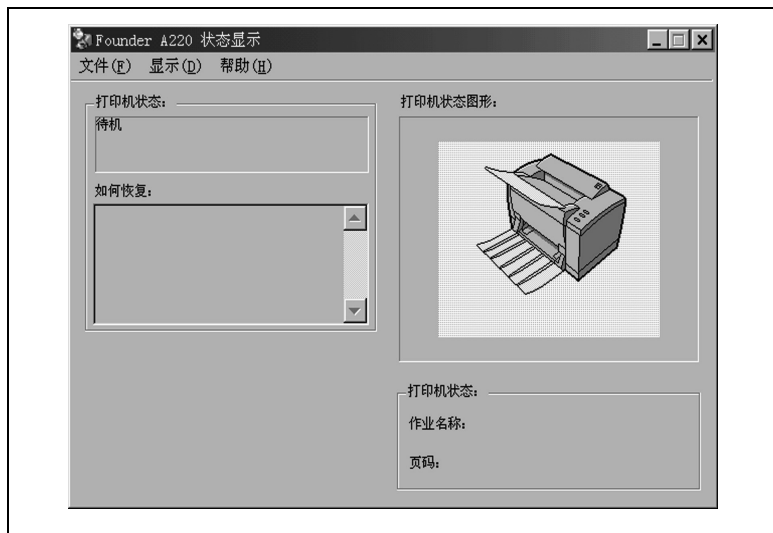 Founder A220 状态显示
文件(F) 显示(D) 帮助(H)
打印机状态:
待机
如何恢复:
打印机状态图形:
打印机状态:
作业名称:
页码: